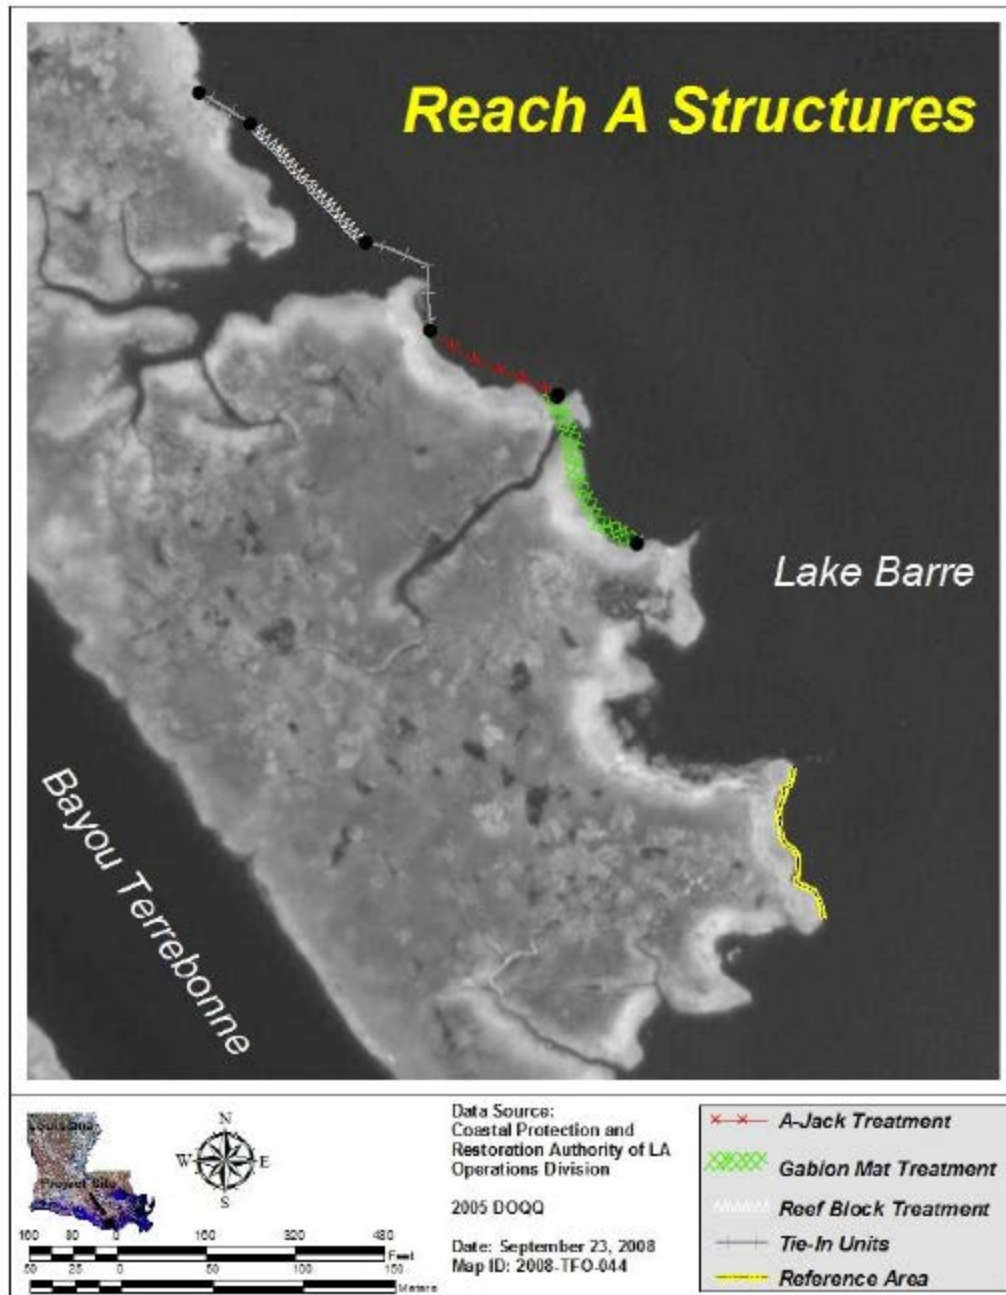 Reach A Structures
Lake Barre
Bayou Terrebonne
Louisiana
Project Site
N
W E
S
160 80 0 160 320 480
Feet
50 25 0 50 100 150
Meters
Data Source:
Coastal Protection and
Restoration Authority of LA
Operations Division
2005 DOQQ
Date: September 23, 2008
Map ID: 2008-TFO-044
A-Jack Treatment
Gabion Mat Treatment
Reef Block Treatment
Tie-In Units
Reference Area